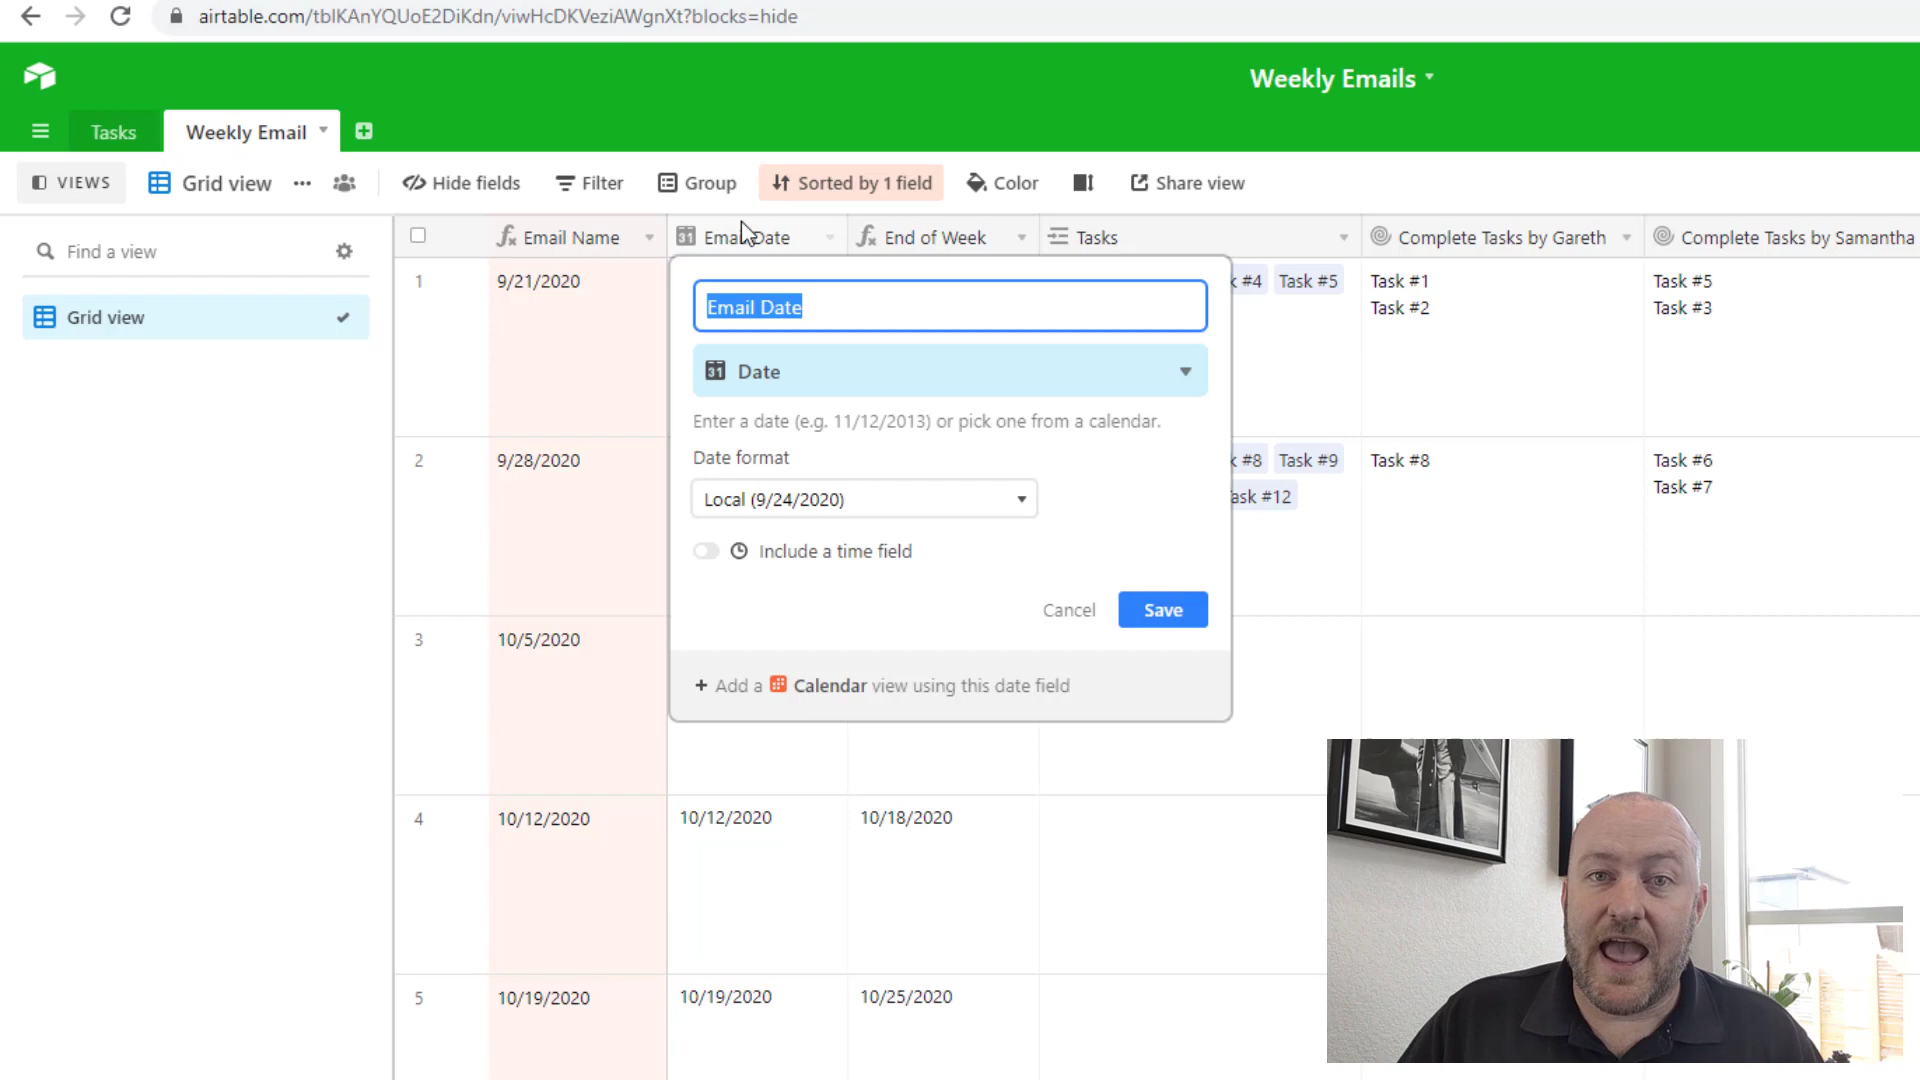 airtable.com/tblKAnYQUoE2DiKdn/viwHcDKVeziAWgnXt?blocks=hide
Weekly Emails
Tasks
Weekly Email
VIEWS
Grid view
Hide fields
Filter
Group
Sorted by 1 field
Color
Share view
Find a view
Grid view
Email Name
Email Date
End of Week
Tasks
Complete Tasks by Gareth
Complete Tasks by Samantha
1
9/21/2020
#4
Task #5
Task #1
Task #2
Task #5
Task #3
Email Date
31 Date
Enter a date (e.g. 11/12/2013) or pick one from a calendar.
Date format
Local (9/24/2020)
Include a time field
Cancel
Save
+ Add a Calendar view using this date field
2
9/28/2020
#8
Task #9
ask #12
Task #8
Task #6
Task #7
3
10/5/2020
4
10/12/2020
10/12/2020
10/18/2020
5
10/19/2020
10/19/2020
10/25/2020